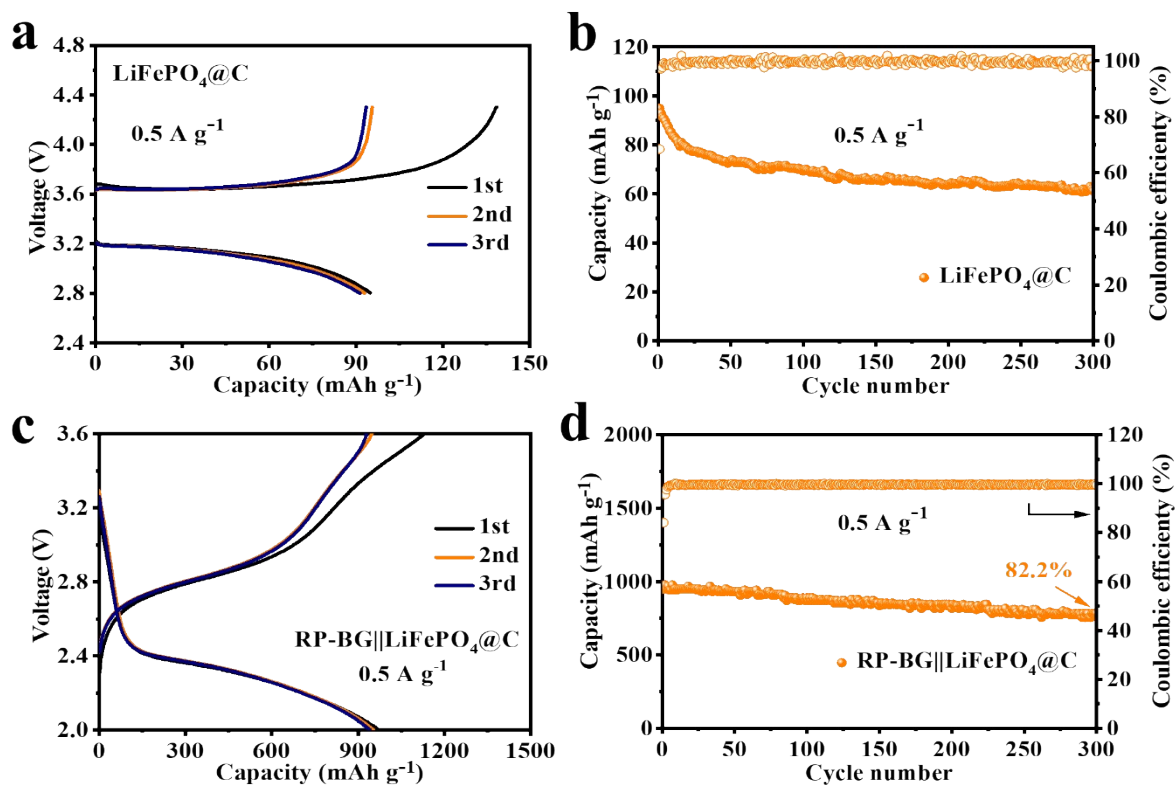 a
4.8
4.4
4.0
3.6
3.2
2.8
2.4
Voltage (V)
LiFePO₄@C
0.5 A g⁻¹
1st
2nd
3rd
0 30 60 90 120 150
Capacity (mAh g⁻¹)
b
120
100
80
60
40
20
0
Capacity (mAh g⁻¹)
0.5 A g⁻¹
LiFePO₄@C
100
80
60
40
20
0
Coulombic efficienty (%)
0 50 100 150 200 250 300
Cycle number
c
3.6
3.2
2.8
2.4
2.0
Voltage (V)
1st
2nd
3rd
RP-BG||LiFePO₄@C
0.5 A g⁻¹
0 300 600 900 1200 1500
Capacity (mAh g⁻¹)
d
2000
1750
1500
1000
750
500
0
Capacity (mAh g⁻¹)
0.5 A g⁻¹
82.2%
RP-BG||LiFePO₄@C
120
100
80
60
40
20
0
Coulombic efficienty (%)
0 50 100 150 200 250 300
Cycle number